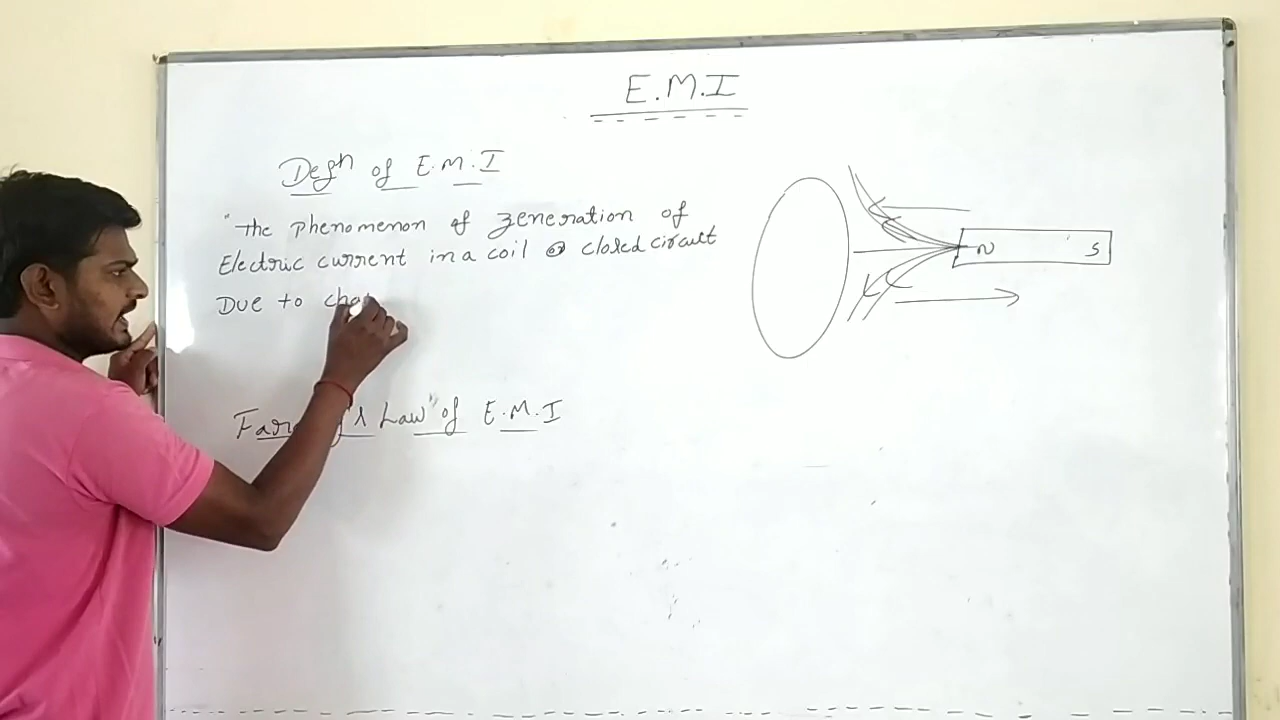 E.M.I
Defn of E.M.I
"The phenomenon of generation of
Electric current in a coil or closed circuit
Due to cha
N S
Law" of E.M.I